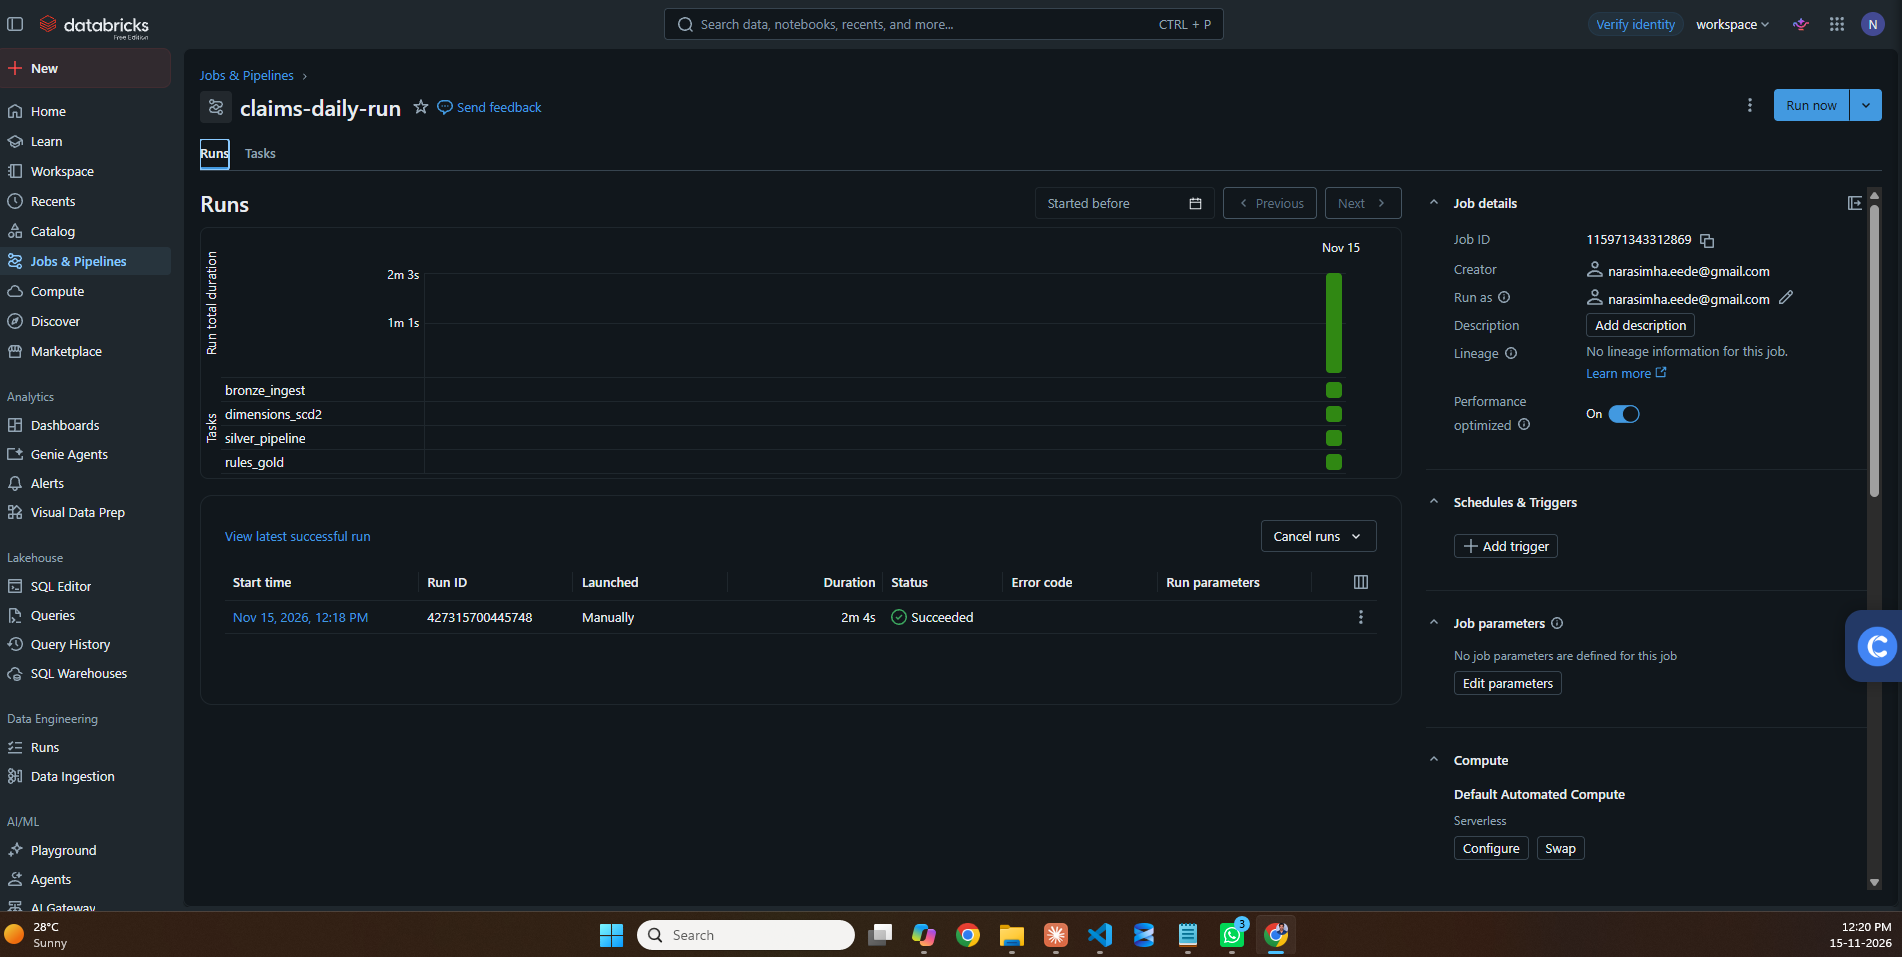 databricks
Free Edition
Search data, notebooks, recents, and more...
CTRL + P
Verify identity
workspace
N
New
Home
Learn
Workspace
Recents
Catalog
Jobs & Pipelines
Compute
Discover
Marketplace
Analytics
Dashboards
Genie Agents
Alerts
Visual Data Prep
Lakehouse
SQL Editor
Queries
Query History
SQL Warehouses
Data Engineering
Runs
Data Ingestion
AI/ML
Playground
Agents
AI Gateway
Jobs & Pipelines
claims-daily-run
Send feedback
Run now
Runs
Tasks
Runs
Started before
Previous
Next
Nov 15
Run total duration
2m 3s
1m 1s
Tasks
bronze_ingest
dimensions_scd2
silver_pipeline
rules_gold
View latest successful run
Cancel runs
Start time Run ID Launched Duration Status Error code Run parameters
Nov 15, 2026, 12:18 PM 427315700445748 Manually 2m 4s Succeeded
Job details
Job ID 115971343312869
Creator narasimha.eede@gmail.com
Run as narasimha.eede@gmail.com
Description Add description
Lineage No lineage information for this job.
Learn more
Performance
optimized
On
Schedules & Triggers
Add trigger
Job parameters
No job parameters are defined for this job
Edit parameters
Compute
Default Automated Compute
Serverless
Configure Swap
C
28°C
Sunny
Search
3
12:20 PM
15-11-2026